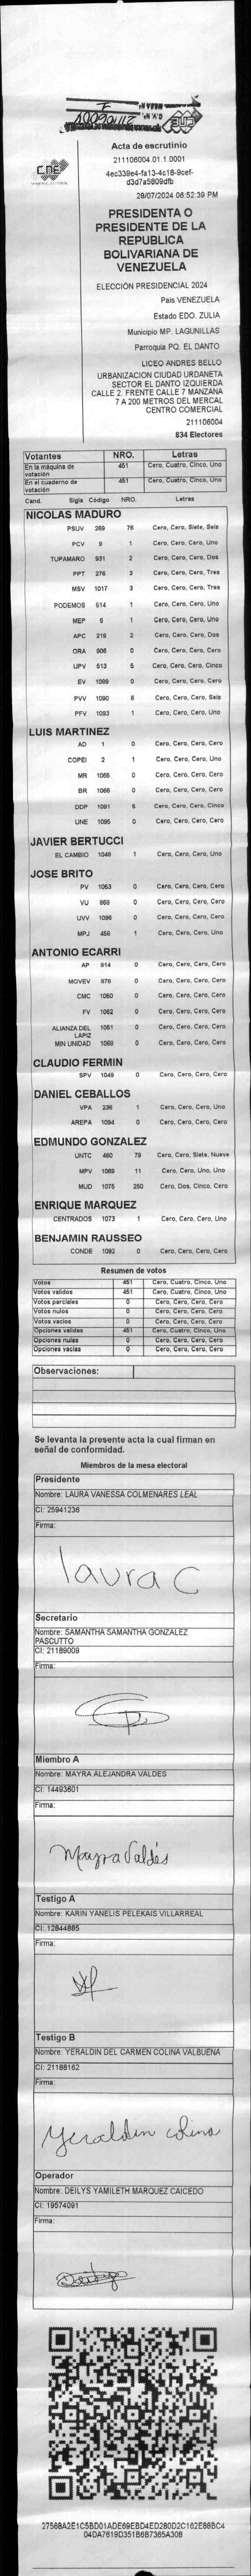 CNE
Acta de escrutinio
211106004.01.1.0001
4ec339e4-fa13-4c18-9cef-
d3d7a5809dfb
28/07/2024 06:52:39 PM
PRESIDENTA O
PRESIDENTE DE LA
REPUBLICA
BOLIVARIANA DE
VENEZUELA
ELECCIÓN PRESIDENCIAL 2024
Pais VENEZUELA
Estado EDO. ZULIA
Municipio MP. LAGUNILLAS
Parroquia PQ. EL DANTO
LICEO ANDRES BELLO
URBANIZACION CIUDAD URDANETA
SECTOR EL DANTO IZQUIERDA
CALLE 2. FRENTE CALLE 7 MANZANA
7 A 200 METROS DEL MERCAL
CENTRO COMERCIAL
211106004
834 Electores
Votantes NRO. Letras
En la máquina de votación 451 Cero, Cuatro, Cinco, Uno
En el cuaderno de votación 451 Cero, Cuatro, Cinco, Uno
Cand. Sigla Código NRO. Letras
NICOLAS MADURO
PSUV 269 76 Cero, Cero, Siete, Seis
PCV 9 1 Cero, Cero, Cero, Uno
TUPAMARO 931 2 Cero, Cero, Cero, Dos
PPT 276 3 Cero, Cero, Cero, Tres
MSV 1017 3 Cero, Cero, Cero, Tres
PODEMOS 514 1 Cero, Cero, Cero, Uno
MEP 6 1 Cero, Cero, Cero, Uno
APC 219 2 Cero, Cero, Cero, Dos
ORA 906 0 Cero, Cero, Cero, Cero
UPV 513 5 Cero, Cero, Cero, Cinco
EV 1089 0 Cero, Cero, Cero, Cero
PVV 1090 6 Cero, Cero, Cero, Seis
PFV 1093 1 Cero, Cero, Cero, Uno
LUIS MARTINEZ
AD 1 0 Cero, Cero, Cero, Cero
COPEI 2 1 Cero, Cero, Cero, Uno
MR 1065 0 Cero, Cero, Cero, Cero
BR 1066 0 Cero, Cero, Cero, Cero
DDP 1091 5 Cero, Cero, Cero, Cinco
UNE 1095 0 Cero, Cero, Cero, Cero
JAVIER BERTUCCI
EL CAMBIO 1048 1 Cero, Cero, Cero, Uno
JOSE BRITO
PV 1053 0 Cero, Cero, Cero, Cero
VU 968 0 Cero, Cero, Cero, Cero
UVV 1096 0 Cero, Cero, Cero, Cero
MPJ 459 1 Cero, Cero, Cero, Uno
ANTONIO ECARRI
AP 914 0 Cero, Cero, Cero, Cero
MOVEV 978 0 Cero, Cero, Cero, Cero
CMC 1060 0 Cero, Cero, Cero, Cero
FV 1062 0 Cero, Cero, Cero, Cero
ALIANZA DEL LAPIZ 1051 0 Cero, Cero, Cero, Cero
MIN UNIDAD 1088 0 Cero, Cero, Cero, Cero
CLAUDIO FERMIN
SPV 1049 0 Cero, Cero, Cero, Cero
DANIEL CEBALLOS
VPA 236 1 Cero, Cero, Cero, Uno
AREPA 1094 0 Cero, Cero, Cero, Cero
EDMUNDO GONZALEZ
UNTC 460 79 Cero, Cero, Siete, Nueve
MPV 1069 11 Cero, Cero, Uno, Uno
MUD 1075 250 Cero, Dos, Cinco, Cero
ENRIQUE MARQUEZ
CENTRADOS 1073 1 Cero, Cero, Cero, Uno
BENJAMIN RAUSSEO
CONDE 1092 0 Cero, Cero, Cero, Cero
Resumen de votos
Votos 451 Cero, Cuatro, Cinco, Uno
Votos validos 451 Cero, Cuatro, Cinco, Uno
Votos parciales 0 Cero, Cero, Cero, Cero
Votos nulos 0 Cero, Cero, Cero, Cero
Votos vacios 0 Cero, Cero, Cero, Cero
Opciones validas 451 Cero, Cuatro, Cinco, Uno
Opciones nulas 0 Cero, Cero, Cero, Cero
Opciones vacias 0 Cero, Cero, Cero, Cero
Observaciones:
Se levanta la presente acta la cual firman en
señal de conformidad.
Miembros de la mesa electoral
Presidente
Nombre: LAURA VANESSA COLMENARES LEAL
CI: 25941236
Firma:
Laura C
Secretario
Nombre: SAMANTHA SAMANTHA GONZALEZ
PASCUTTO
CI: 21189009
Firma:
Miembro A
Nombre: MAYRA ALEJANDRA VALDES
CI: 14493601
Firma:
Mayra Valdés
Testigo A
Nombre: KARIN YANELIS PELEKAIS VILLARREAL
CI: 12844885
Firma:
Testigo B
Nombre: YERALDIN DEL CARMEN COLINA VALBUENA
CI: 21188162
Firma:
Yeraldin Colina
Operador
Nombre: DEILYS YAMILETH MARQUEZ CAICEDO
CI: 19574091
Firma:
2756BA2E1C5BD01ADE69EBD4ED280D2C162E88BC4
04DA7619D351B6B7365A308